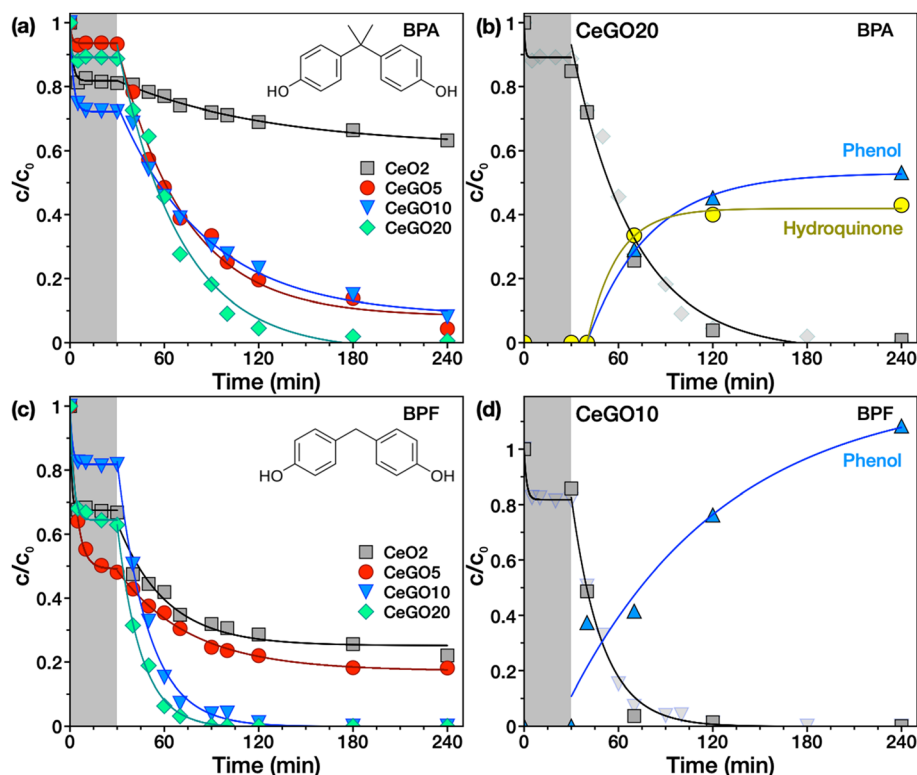 (a)
BPA
HO
OH
CeO2
CeGO5
CeGO10
CeGO20
c/c0
1
0.8
0.6
0.4
0.2
0
0 60 120 180 240
Time (min)
(b)
CeGO20
BPA
Phenol
Hydroquinone
c/c0
1
0.8
0.6
0.4
0.2
0
0 60 120 180 240
Time (min)
(c)
BPF
HO
OH
CeO2
CeGO5
CeGO10
CeGO20
c/c0
1
0.8
0.6
0.4
0.2
0
0 60 120 180 240
Time (min)
(d)
CeGO10
BPF
Phenol
c/c0
1
0.8
0.6
0.4
0.2
0
0 60 120 180 240
Time (min)